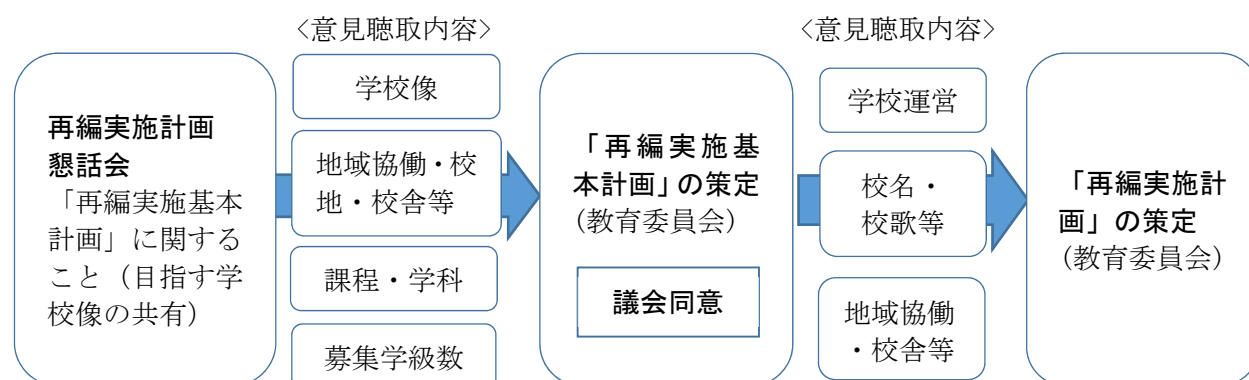 <意見聴取内容>
<意見聴取内容>
再編実施計画
懇話会
「再編実施基本
計画」に関する
こと（目指す学
校像の共有）
学校像
地域協働・校
地・校舎等
課程・学科
募集学級数
「再編実施基
本計画」の策定
（教育委員会）
議会同意
学校運営
校名・
校歌等
地域協働
・校舎等
「再編実施計
画」の策定
（教育委員会）